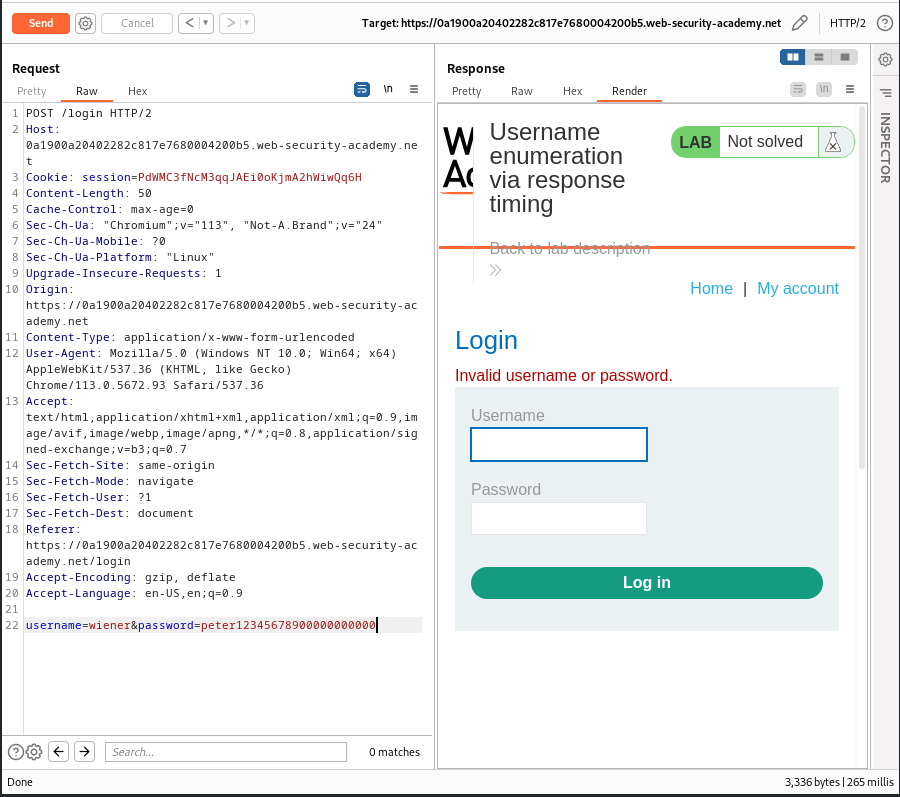 Send
Cancel
< ▾
> ▾
Target: https://0a1900a20402282c817e7680004200b5.web-security-academy.net
HTTP/2
?
Request
Pretty
Raw
Hex
\n
1 POST /login HTTP/2
2 Host:
0a1900a20402282c817e7680004200b5.web-security-academy.ne
t
3 Cookie: session=PdWMC3fNcM3qqJAEi0oKjmA2hWiwQq6H
4 Content-Length: 50
5 Cache-Control: max-age=0
6 Sec-Ch-Ua: "Chromium";v="113", "Not-A.Brand";v="24"
7 Sec-Ch-Ua-Mobile: ?0
8 Sec-Ch-Ua-Platform: "Linux"
9 Upgrade-Insecure-Requests: 1
10 Origin:
https://0a1900a20402282c817e7680004200b5.web-security-ac
ademy.net
11 Content-Type: application/x-www-form-urlencoded
12 User-Agent: Mozilla/5.0 (Windows NT 10.0; Win64; x64)
AppleWebKit/537.36 (KHTML, like Gecko)
Chrome/113.0.5672.93 Safari/537.36
13 Accept:
text/html,application/xhtml+xml,application/xml;q=0.9,im
age/avif,image/webp,image/apng,*/*;q=0.8,application/sig
ned-exchange;v=b3;q=0.7
14 Sec-Fetch-Site: same-origin
15 Sec-Fetch-Mode: navigate
16 Sec-Fetch-User: ?1
17 Sec-Fetch-Dest: document
18 Referer:
https://0a1900a20402282c817e7680004200b5.web-security-ac
ademy.net/login
19 Accept-Encoding: gzip, deflate
20 Accept-Language: en-US,en;q=0.9
21
22 username=wiener&password=peter12345678900000000000
?
Search...
0 matches
Response
Pretty
Raw
Hex
Render
\n
W
Ac
Username
enumeration
via response
timing
LAB
Not solved
Back to lab description
Home | My account
Login
Invalid username or password.
Username
Password
Log in
INSPECTOR
Done
3,336 bytes | 265 millis